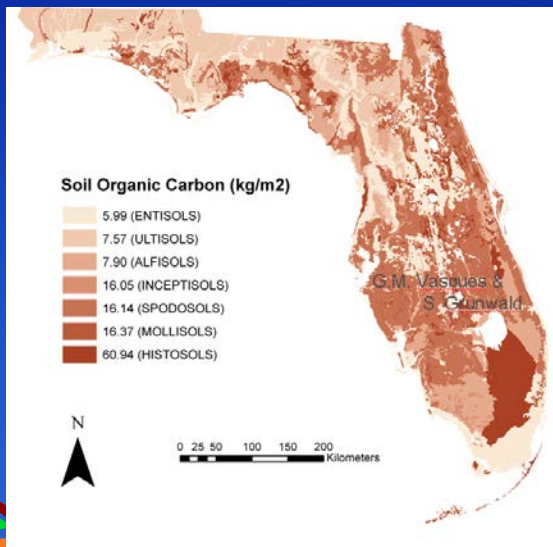 Soil Organic Carbon (kg/m2)
5.99 (ENTISOLS)
7.57 (ULTISOLS)
7.90 (ALFISOLS)
16.05 (INCEPTISOLS)
16.14 (SPODOSOLS)
16.37 (MOLLISOLS)
60.94 (HISTOSOLS)
G.M. Vasques &
S. Grunwald
N
0 25 50 100 150 200
Kilometers